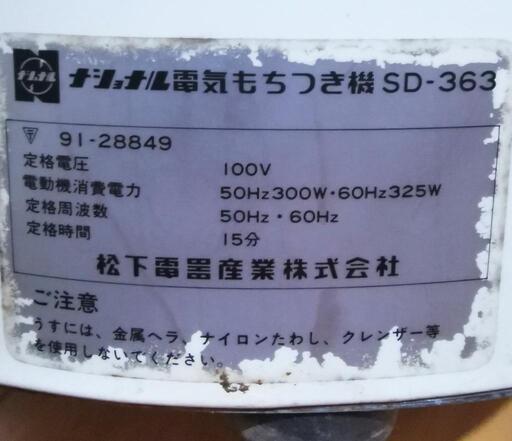 ナショナル電気もちつき機 SD-363
91-28849
定格電圧 100V
電動機消費電力 50Hz300W・60Hz325W
定格周波数 50Hz・60Hz
定格時間 15分
松下電器産業株式会社
ご注意
うすには、金属ヘラ、ナイロンたわし、クレンザー等
を使用しないでください。